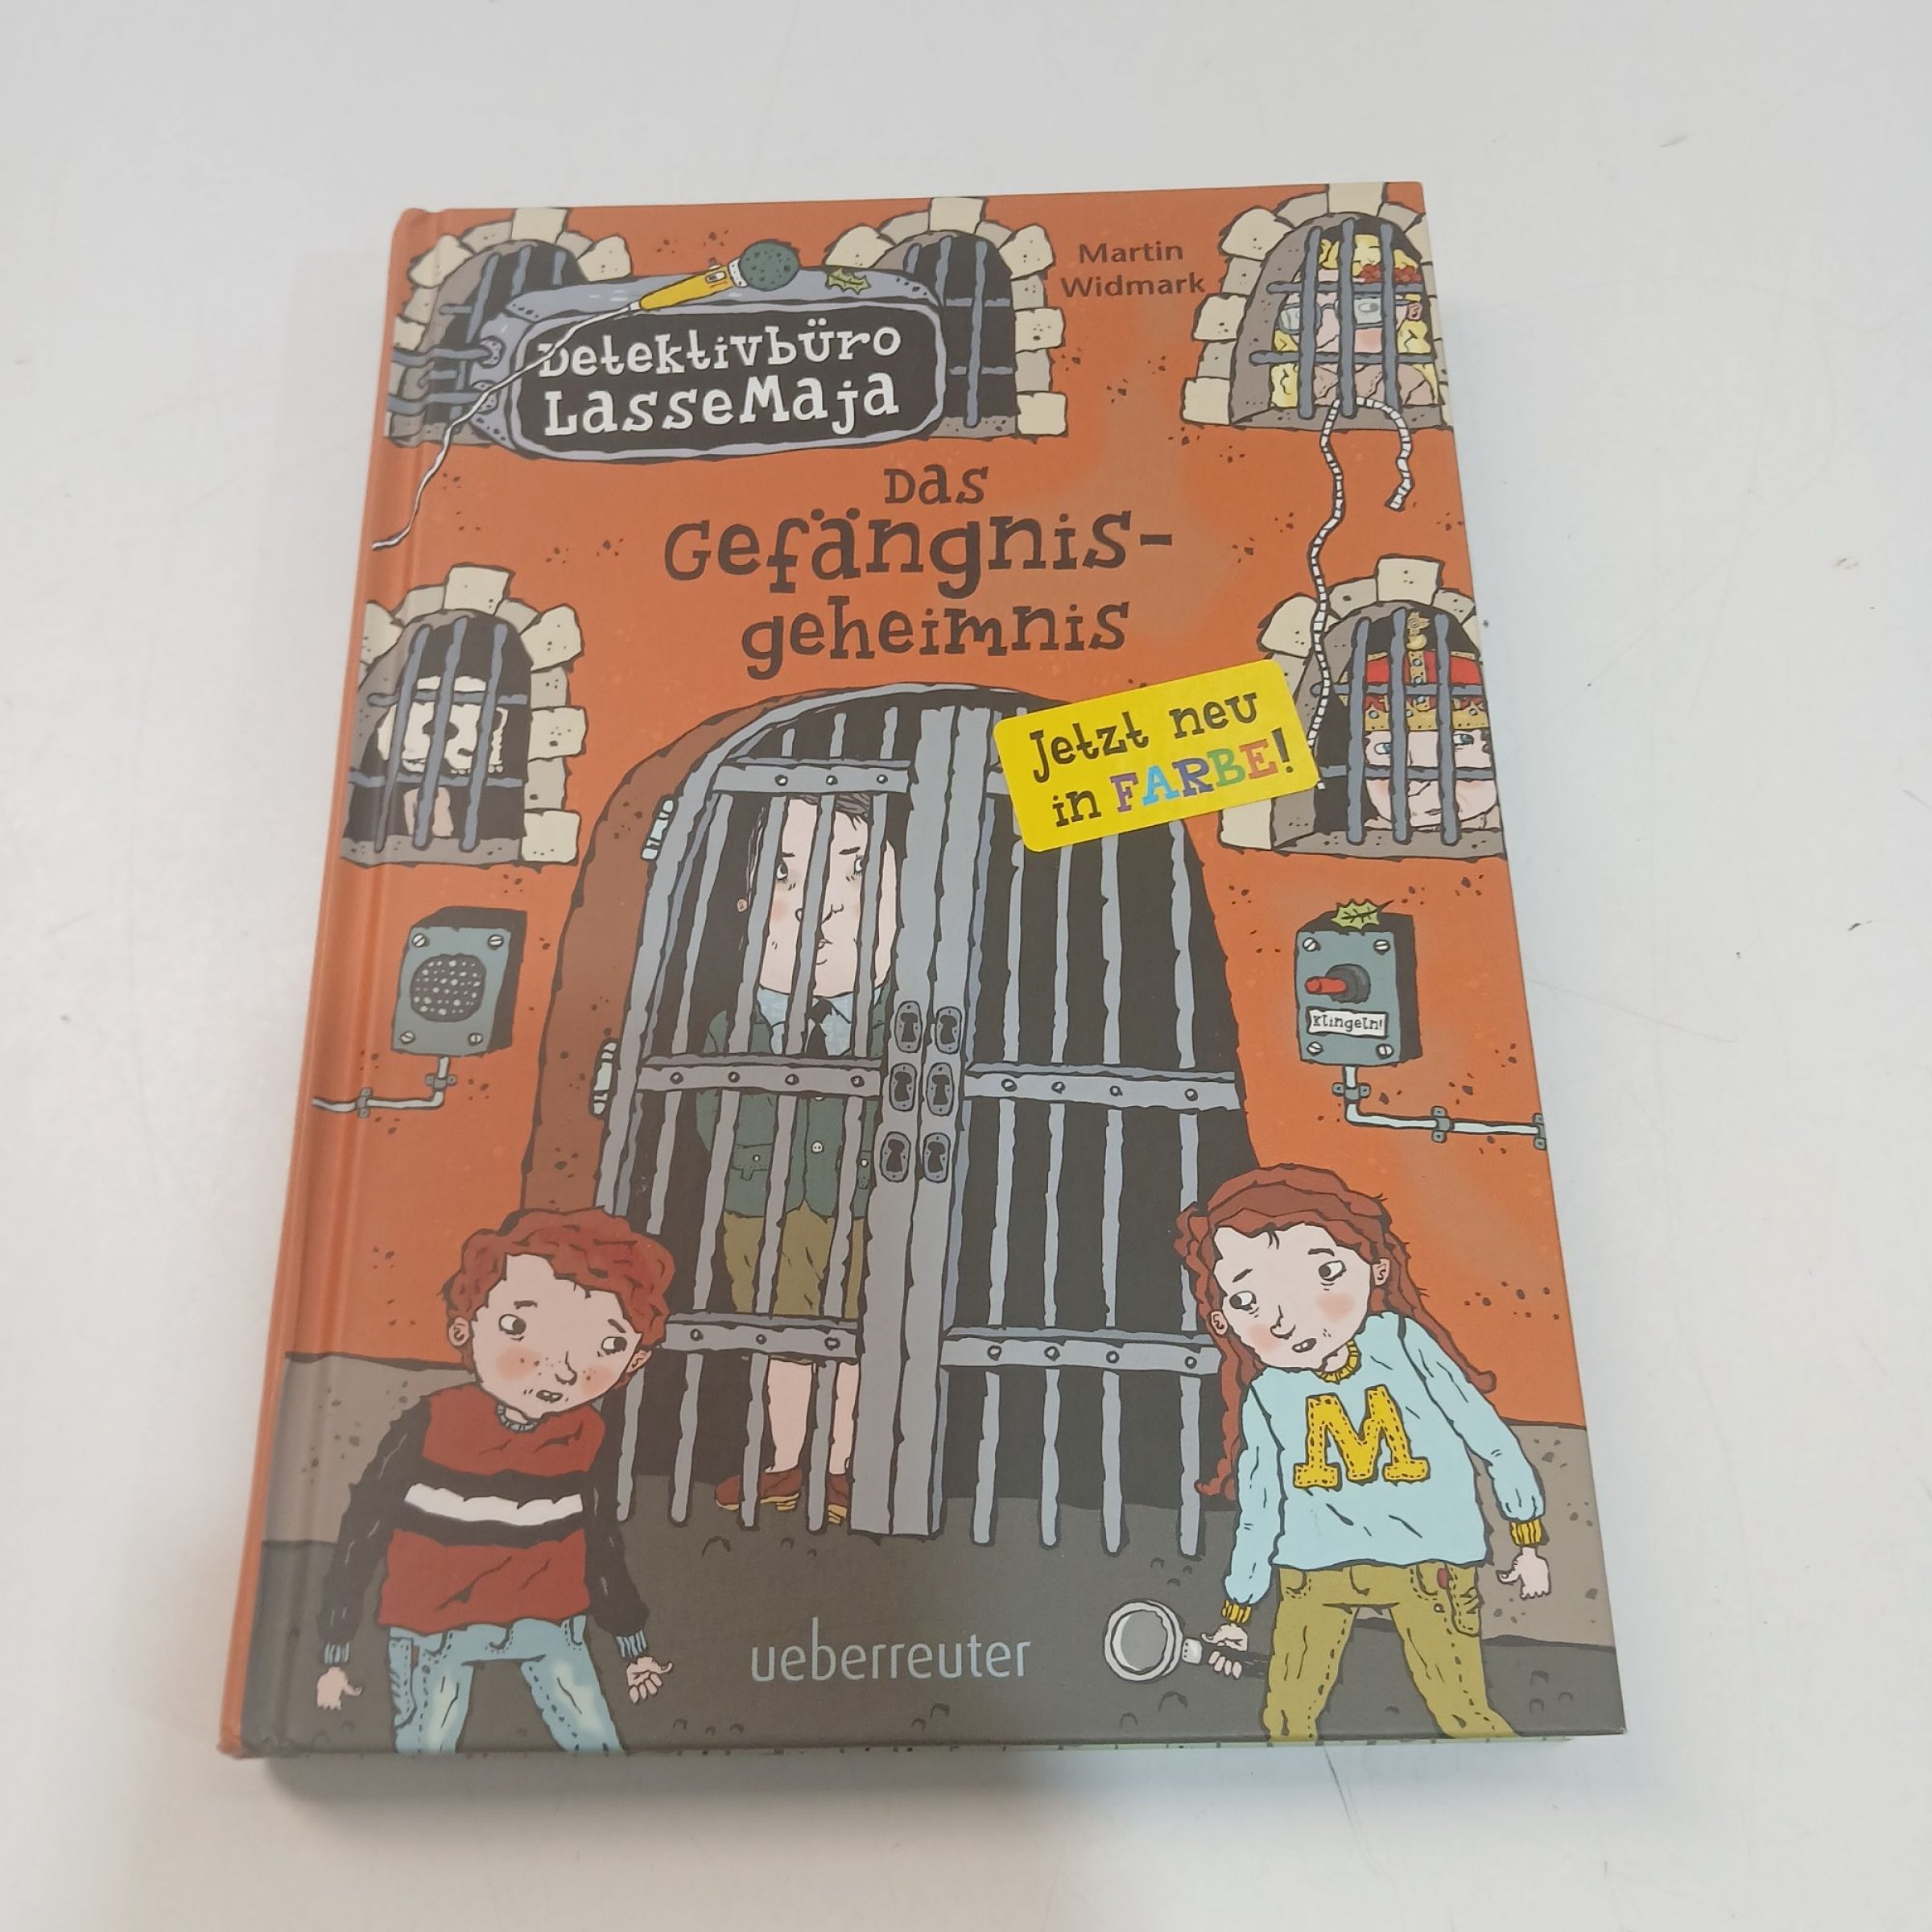 Martin
Widmark
Detektivbüro
LasseMaja
Das
Gefängnis-
geheimnis
Jetzt neu
in FARBE!
Klingeln!
M
ueberreuter